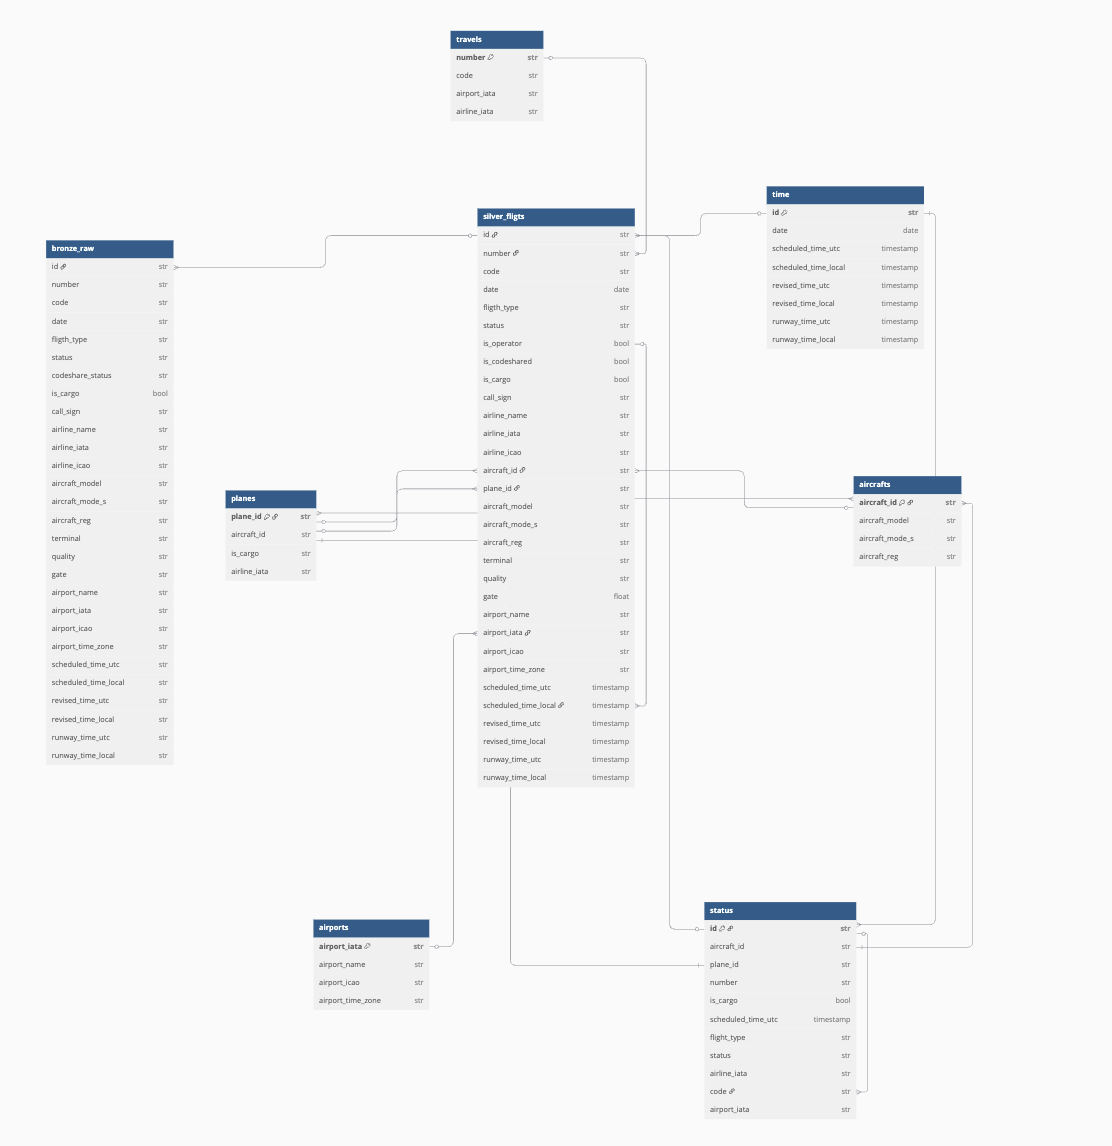 travels
number str
code str
airport_iata str
airline_iata str
time
id str
date date
scheduled_time_utc timestamp
scheduled_time_local timestamp
revised_time_utc timestamp
revised_time_local timestamp
runway_time_utc timestamp
runway_time_local timestamp
silver_fligts
id str
number str
code str
date date
fligth_type str
status str
is_operator bool
is_codeshared bool
is_cargo bool
call_sign str
airline_name str
airline_iata str
airline_icao str
aircraft_id str
plane_id str
aircraft_model str
aircraft_mode_s str
aircraft_reg str
terminal str
quality str
gate float
airport_name str
airport_iata str
airport_icao str
airport_time_zone str
scheduled_time_utc timestamp
scheduled_time_local timestamp
revised_time_utc timestamp
revised_time_local timestamp
runway_time_utc timestamp
runway_time_local timestamp
bronze_raw
id str
number str
code str
date str
fligth_type str
status str
codeshare_status str
is_cargo bool
call_sign str
airline_name str
airline_iata str
airline_icao str
aircraft_model str
aircraft_mode_s str
aircraft_reg str
terminal str
quality str
gate str
airport_name str
airport_iata str
airport_icao str
airport_time_zone str
scheduled_time_utc str
scheduled_time_local str
revised_time_utc str
revised_time_local str
runway_time_utc str
runway_time_local str
planes
plane_id str
aircraft_id str
is_cargo str
airline_iata str
aircrafts
aircraft_id str
aircraft_model str
aircraft_mode_s str
aircraft_reg str
airports
airport_iata str
airport_name str
airport_icao str
airport_time_zone str
status
id str
aircraft_id str
plane_id str
number str
is_cargo bool
scheduled_time_utc timestamp
flight_type str
status str
airline_iata str
code str
airport_iata str